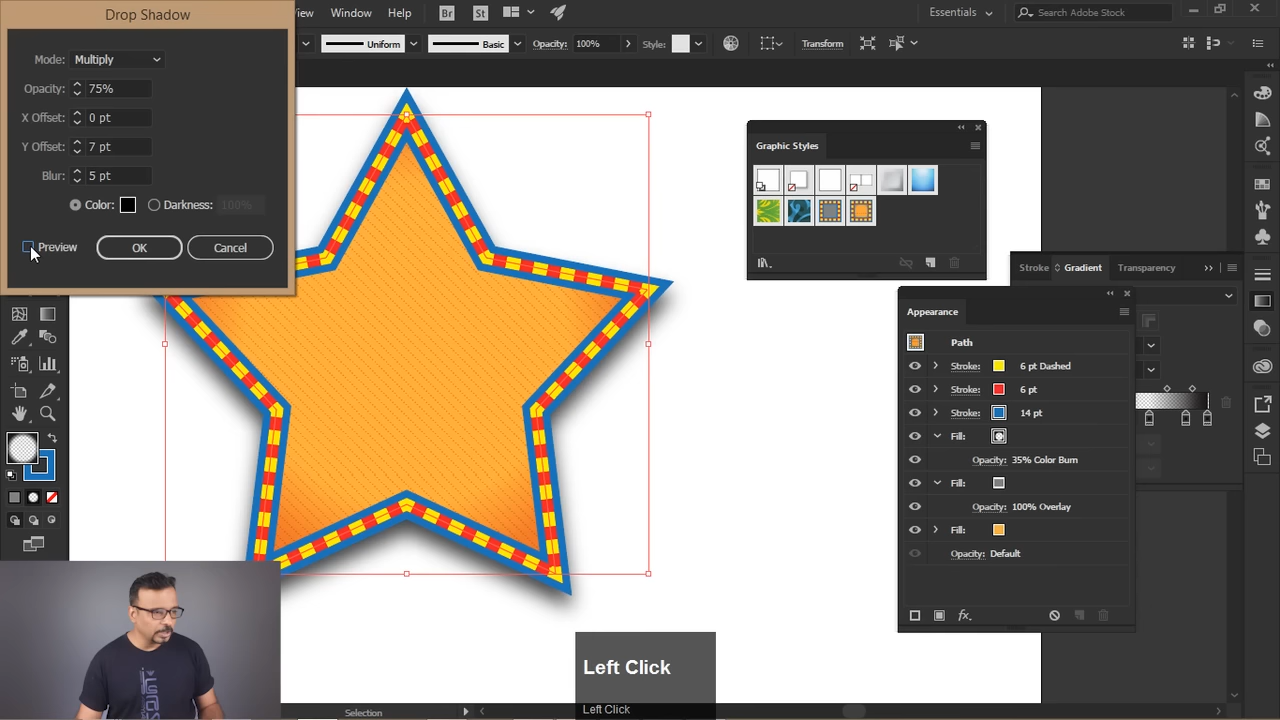 Drop Shadow
View Window Help Br St Essentials Search Adobe Stock
Uniform Basic Opacity: 100% Style: Transform
Mode: Multiply
Opacity: 75%
X Offset: 0 pt
Y Offset: 7 pt
Blur: 5 pt
Color: Darkness: 100%
Preview OK Cancel
Graphic Styles
Stroke Gradient Transparency
Appearance
Path
Stroke: 6 pt Dashed
Stroke: 6 pt
Stroke: 14 pt
Fill:
Opacity: 35% Color Burn
Fill:
Opacity: 100% Overlay
Fill:
Opacity: Default
fx.
Left Click
Left Click
Selection